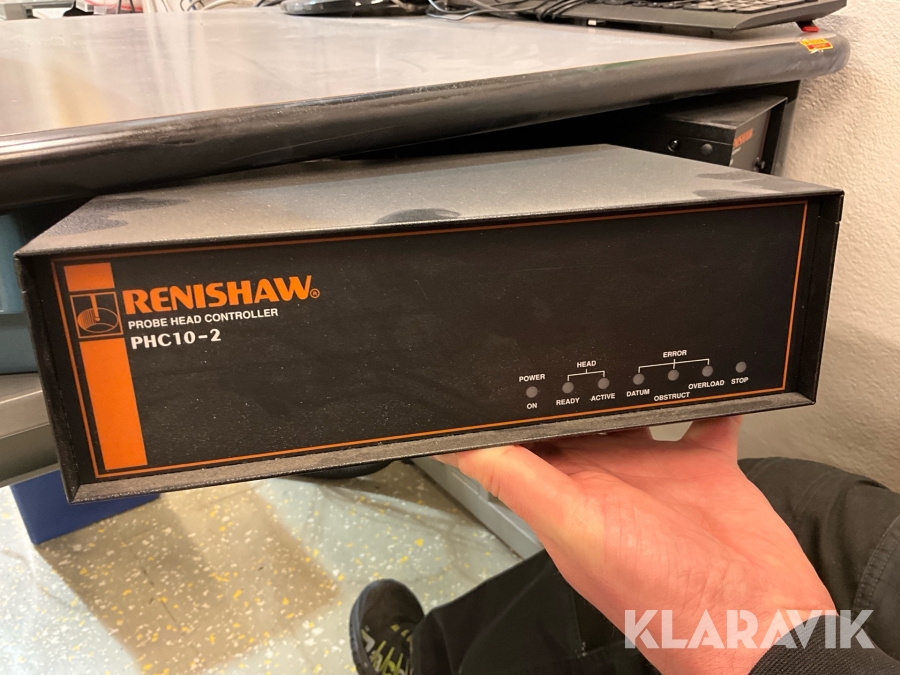 RENISHAW®
PROBE HEAD CONTROLLER
PHC10-2
HEAD
ERROR
POWER
ON
READY
ACTIVE
DATUM
OBSTRUCT
OVERLOAD
STOP
KLARAVIK